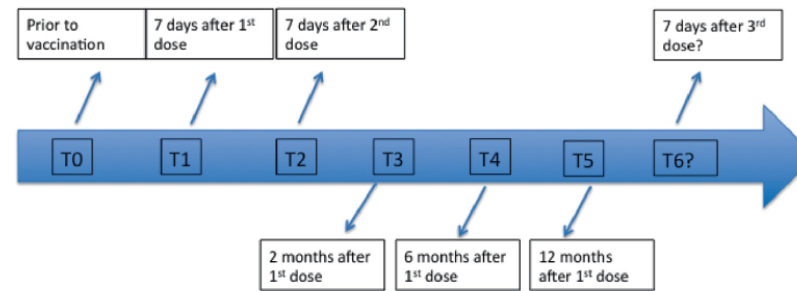 Prior to
vaccination
7 days after 1st
dose
7 days after 2nd
dose
7 days after 3rd
dose?
T0
T1
T2
T3
T4
T5
T6?
2 months after
1st dose
6 months after
1st dose
12 months
after 1st dose